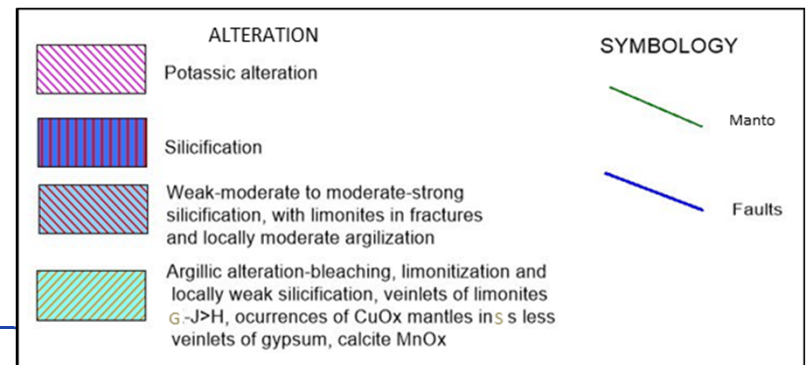 ALTERATION
Potassic alteration
Silicification
Weak-moderate to moderate-strong
silicification, with limonites in fractures
and locally moderate argilization
Argillic alteration-bleaching, limonitization and
locally weak silicification, veinlets of limonites
G.-J>H, ocurrences of CuOx mantles in S s less
veinlets of gypsum, calcite MnOx
SYMBOLOGY
Manto
Faults